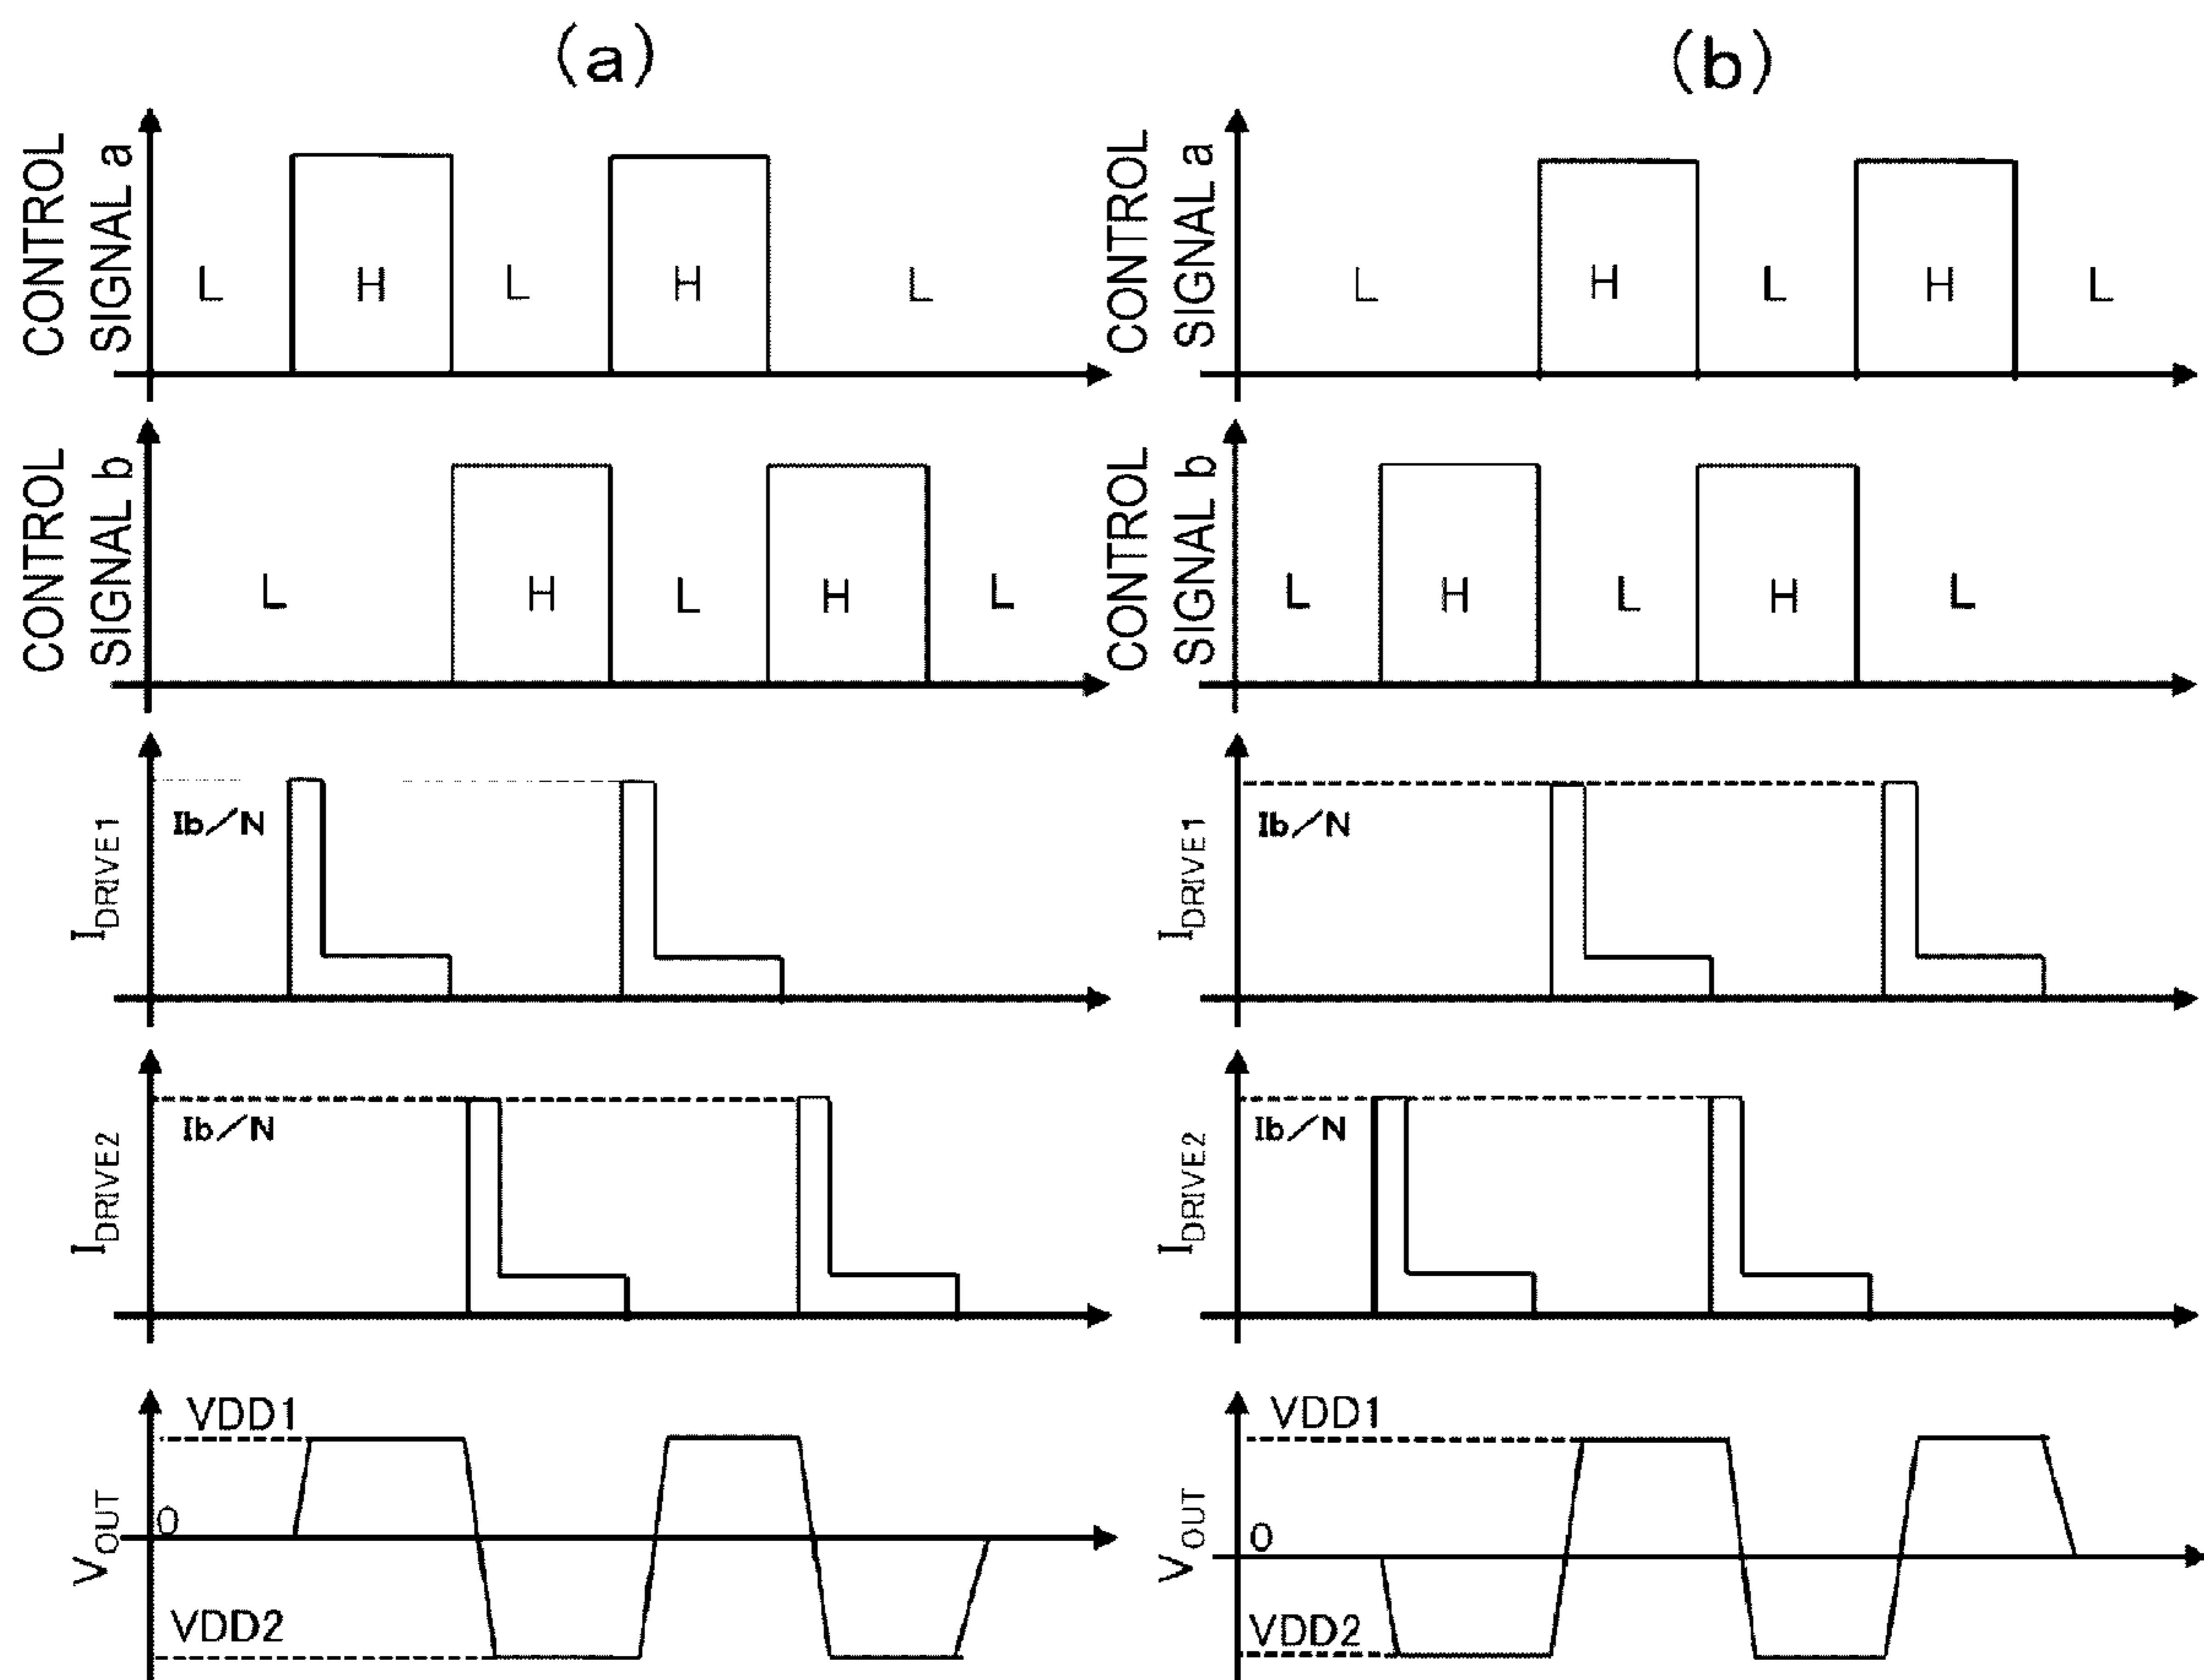 (a)
CONTROL
SIGNAL a
L H L H L
CONTROL
SIGNAL b
L H L H L
IDRIVE1
Ib/N
IDRIVE2
Ib/N
VOUT
VDD1
0
VDD2
(b)
CONTROL
SIGNAL a
L H L H L
CONTROL
SIGNAL b
L H L H L
IDRIVE1
Ib/N
IDRIVE2
Ib/N
VOUT
VDD1
0
VDD2